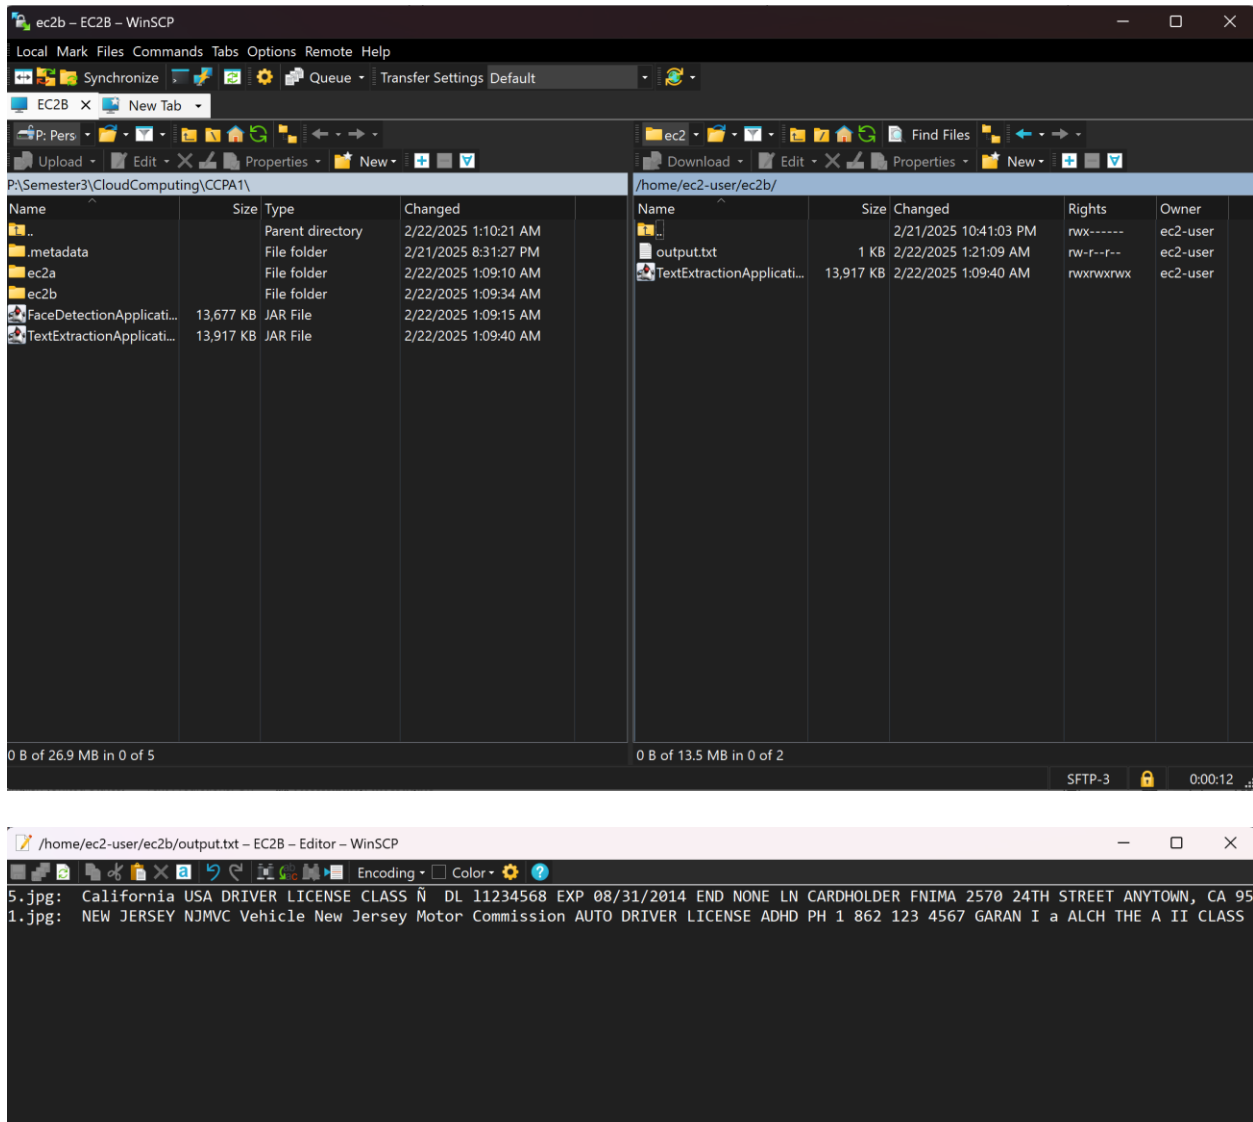 ec2b – EC2B – WinSCP
Local Mark Files Commands Tabs Options Remote Help
Synchronize Queue Transfer Settings Default
EC2B New Tab
P: Pers ec2 Find Files
Upload Edit Properties New Download Edit Properties New
P:\Semester3\CloudComputing\CCPA1\ /home/ec2-user/ec2b/
Name Size Type Changed Name Size Changed Rights Owner
.. Parent directory 2/22/2025 1:10:21 AM .. 2/21/2025 10:41:03 PM rwx------ ec2-user
.metadata File folder 2/21/2025 8:31:27 PM output.txt 1 KB 2/22/2025 1:21:09 AM rw-r--r-- ec2-user
ec2a File folder 2/22/2025 1:09:10 AM TextExtractionApplicati... 13,917 KB 2/22/2025 1:09:40 AM rwxrwxrwx ec2-user
ec2b File folder 2/22/2025 1:09:34 AM
FaceDetectionApplicati... 13,677 KB JAR File 2/22/2025 1:09:15 AM
TextExtractionApplicati... 13,917 KB JAR File 2/22/2025 1:09:40 AM
0 B of 26.9 MB in 0 of 5 0 B of 13.5 MB in 0 of 2
SFTP-3 0:00:12
/home/ec2-user/ec2b/output.txt – EC2B – Editor – WinSCP
Encoding Color
5.jpg: California USA DRIVER LICENSE CLASS Ñ DL l1234568 EXP 08/31/2014 END NONE LN CARDHOLDER FNIMA 2570 24TH STREET ANYTOWN, CA 95
1.jpg: NEW JERSEY NJMVC Vehicle New Jersey Motor Commission AUTO DRIVER LICENSE ADHD PH 1 862 123 4567 GARAN I a ALCH THE A II CLASS